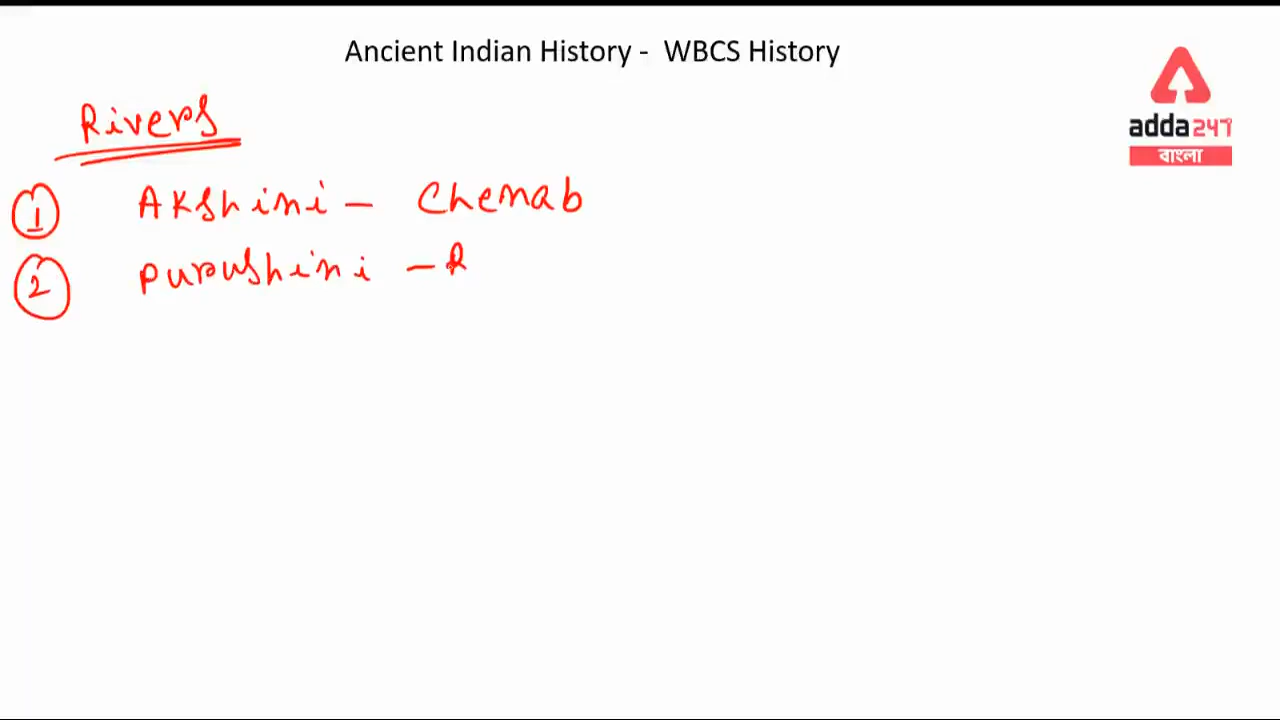 Ancient Indian History - WBCS History
adda247
বাংলা
Rivers
1 Akshini - Chenab
2 Purushini - R